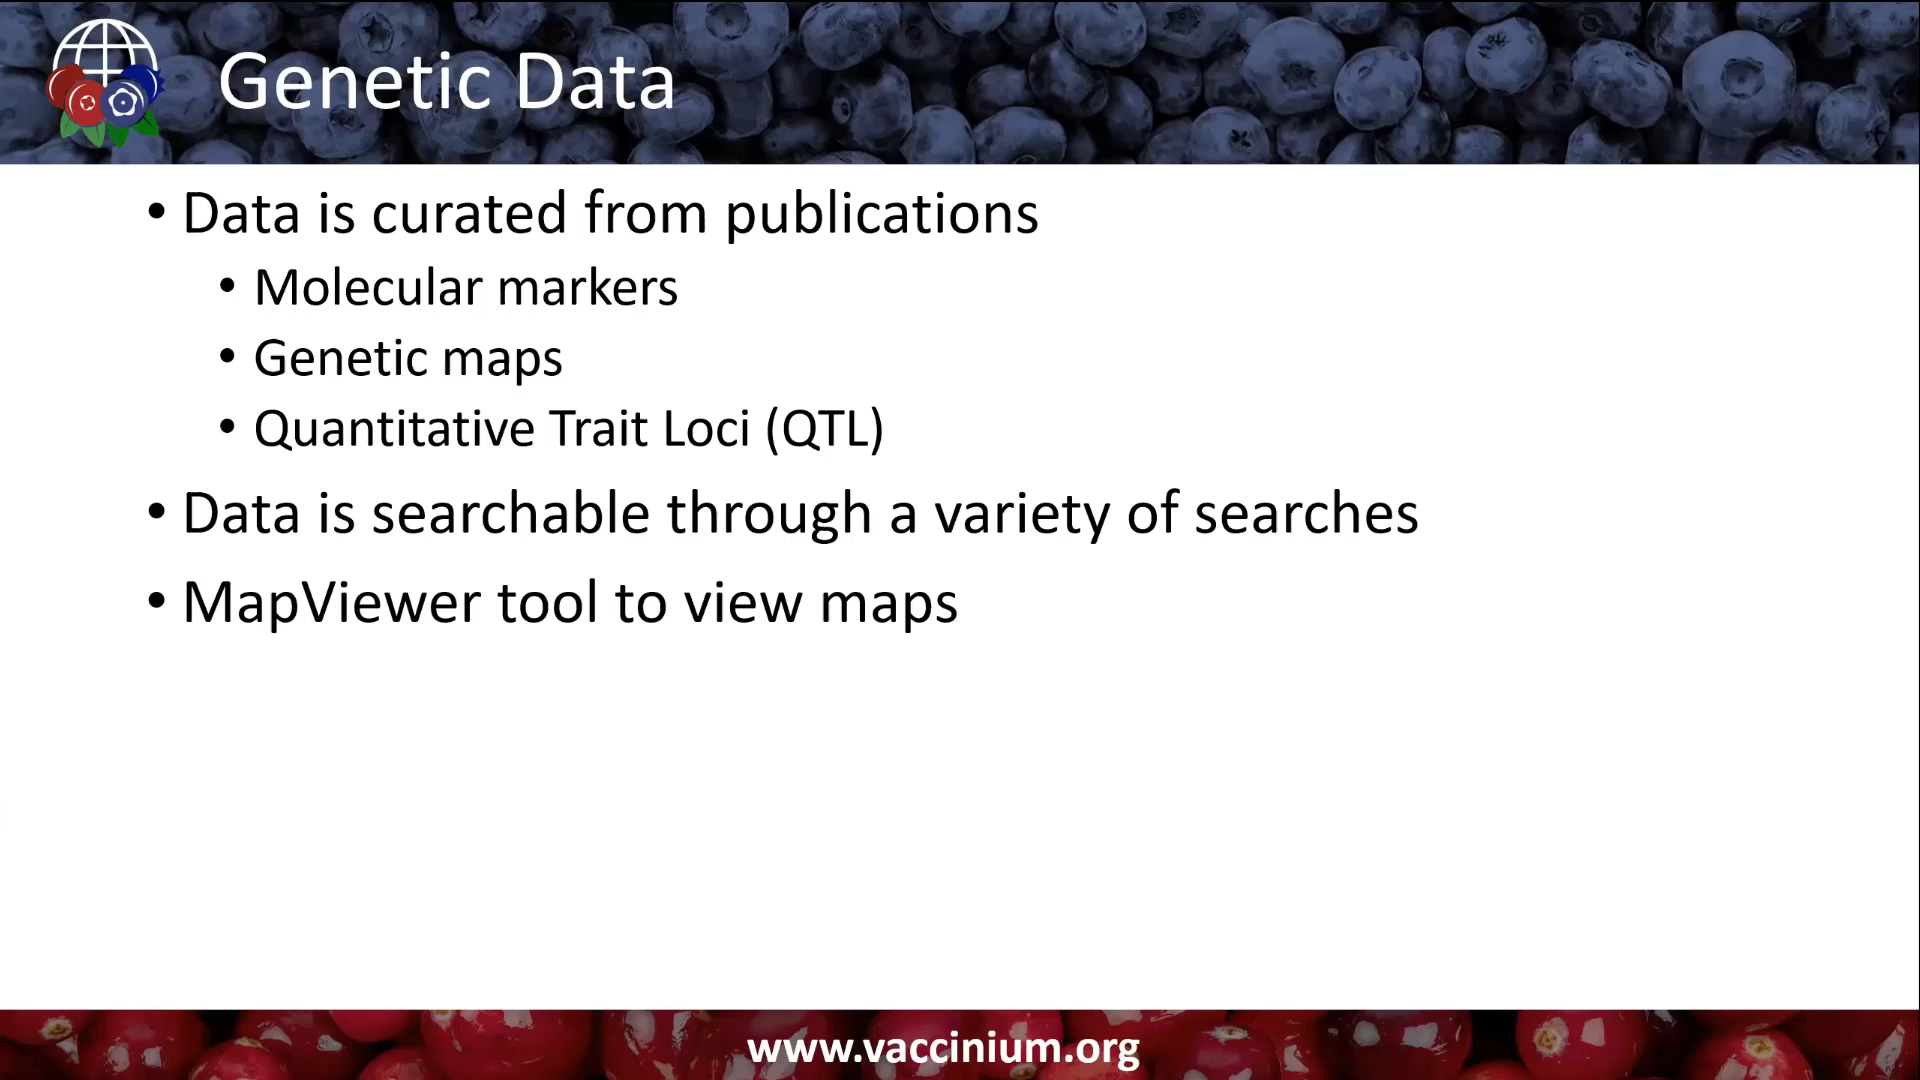 Genetic Data
• Data is curated from publications
• Molecular markers
• Genetic maps
• Quantitative Trait Loci (QTL)
• Data is searchable through a variety of searches
• MapViewer tool to view maps
www.vaccinium.org